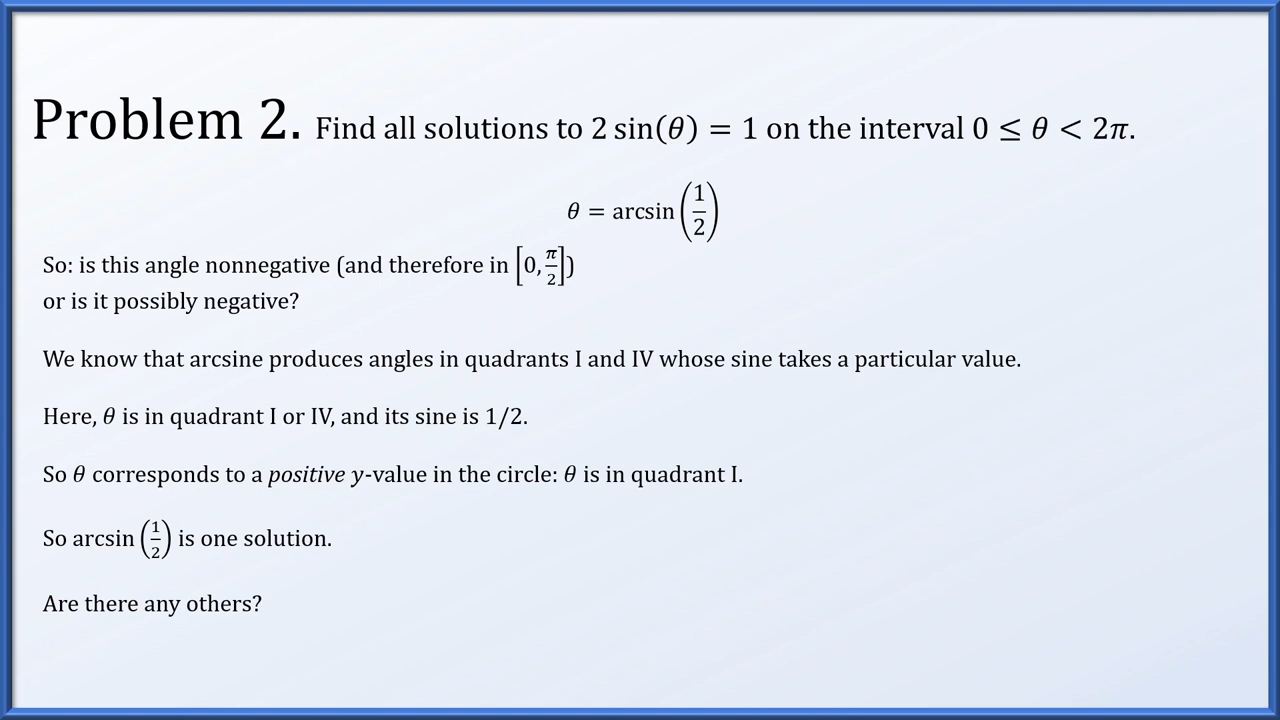 Problem 2. Find all solutions to 2 sin(θ) = 1 on the interval 0 ≤ θ < 2π.
θ = arcsin(1/2)
So: is this angle nonnegative (and therefore in [0, π/2])
or is it possibly negative?
We know that arcsine produces angles in quadrants I and IV whose sine takes a particular value.
Here, θ is in quadrant I or IV, and its sine is 1/2.
So θ corresponds to a positive y-value in the circle: θ is in quadrant I.
So arcsin(1/2) is one solution.
Are there any others?